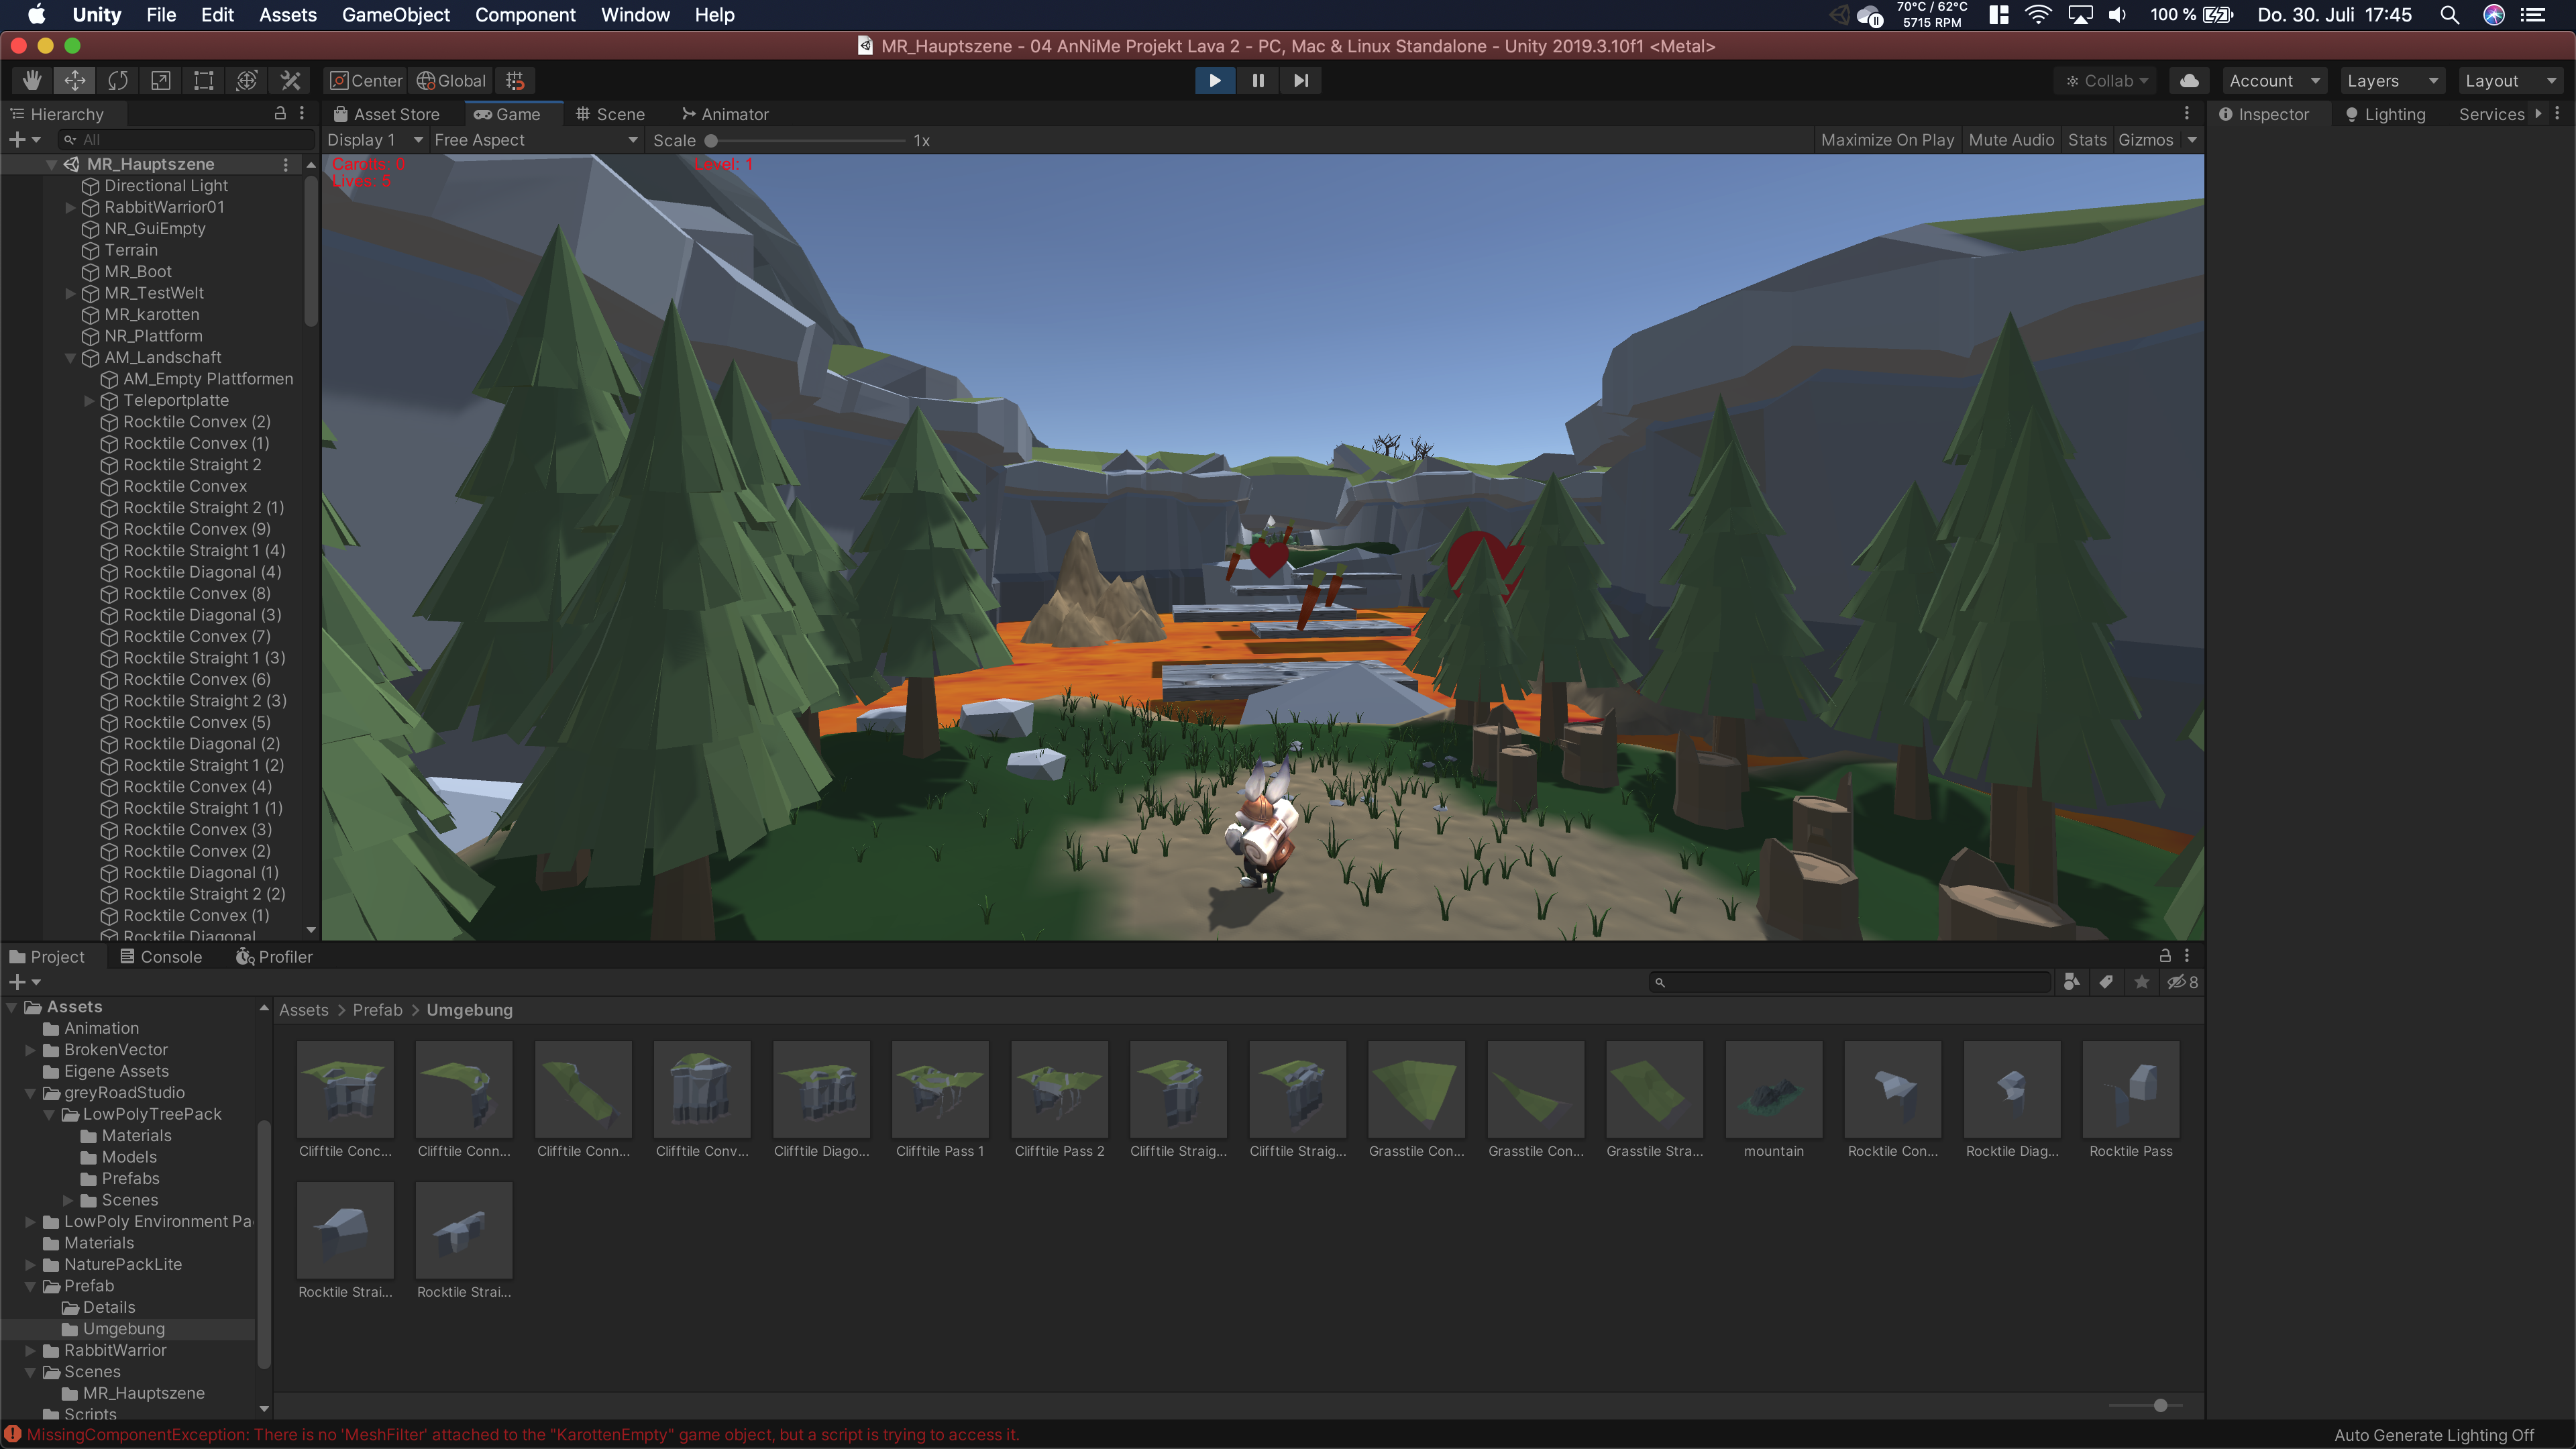 Unity File Edit Assets GameObject Component Window Help
70°C / 62°C
5715 RPM
100 % Do. 30. Juli 17:45
MR_Hauptszene - 04 AnNiMe Projekt Lava 2 - PC, Mac & Linux Standalone - Unity 2019.3.10f1 <Metal>
Center Global Collab Account Layers Layout
Hierarchy Asset Store Game Scene Animator Inspector Lighting Services
All Display 1 Free Aspect Scale 1x Maximize On Play Mute Audio Stats Gizmos
Carotts: 0 Level: 1
Lives: 5
MR_Hauptszene
Directional Light
RabbitWarrior01
NR_GuiEmpty
Terrain
MR_Boot
MR_TestWelt
MR_karotten
NR_Plattform
AM_Landschaft
AM_Empty Plattformen
Teleportplatte
Rocktile Convex (2)
Rocktile Convex (1)
Rocktile Straight 2
Rocktile Convex
Rocktile Straight 2 (1)
Rocktile Convex (9)
Rocktile Straight 1 (4)
Rocktile Diagonal (4)
Rocktile Convex (8)
Rocktile Diagonal (3)
Rocktile Convex (7)
Rocktile Straight 1 (3)
Rocktile Convex (6)
Rocktile Straight 2 (3)
Rocktile Convex (5)
Rocktile Diagonal (2)
Rocktile Straight 1 (2)
Rocktile Convex (4)
Rocktile Straight 1 (1)
Rocktile Convex (3)
Rocktile Convex (2)
Rocktile Diagonal (1)
Rocktile Straight 2 (2)
Rocktile Convex (1)
Rocktile Diagonal
Project Console Profiler
8
Assets
Animation
BrokenVector
Eigene Assets
greyRoadStudio
LowPolyTreePack
Materials
Models
Prefabs
Scenes
LowPoly Environment Pa
Materials
NaturePackLite
Prefab
Details
Umgebung
RabbitWarrior
Scenes
MR_Hauptszene
Scripts
Assets > Prefab > Umgebung
Clifftile Conc... Clifftile Conn... Clifftile Conn... Clifftile Conv... Clifftile Diago... Clifftile Pass 1 Clifftile Pass 2 Clifftile Straig... Clifftile Straig... Grasstile Con... Grasstile Con... Grasstile Stra... mountain Rocktile Con... Rocktile Diag... Rocktile Pass
Rocktile Strai... Rocktile Strai...
MissingComponentException: There is no 'MeshFilter' attached to the "KarottenEmpty" game object, but a script is trying to access it.
Auto Generate Lighting Off